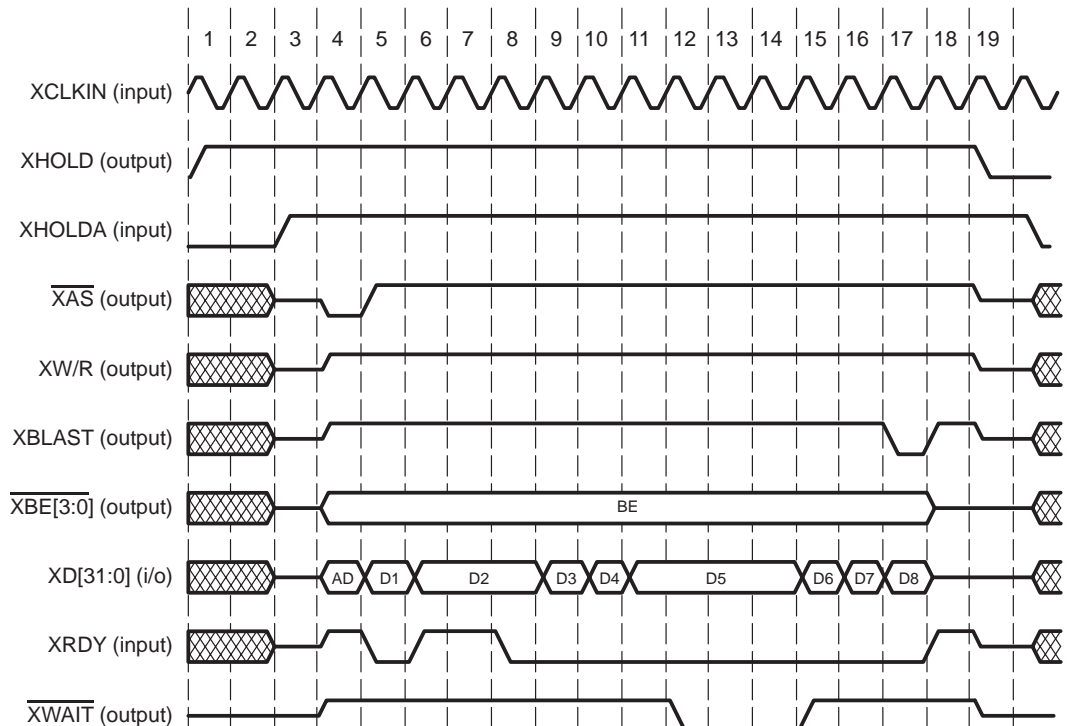 1 2 3 4 5 6 7 8 9 10 11 12 13 14 15 16 17 18 19
XCLKIN (input)
XHOLD (output)
XHOLDA (input)
XAS (output)
XW/R (output)
XBLAST (output)
XBE[3:0] (output)
BE
XD[31:0] (i/o)
AD D1 D2 D3 D4 D5 D6 D7 D8
XRDY (input)
XWAIT (output)